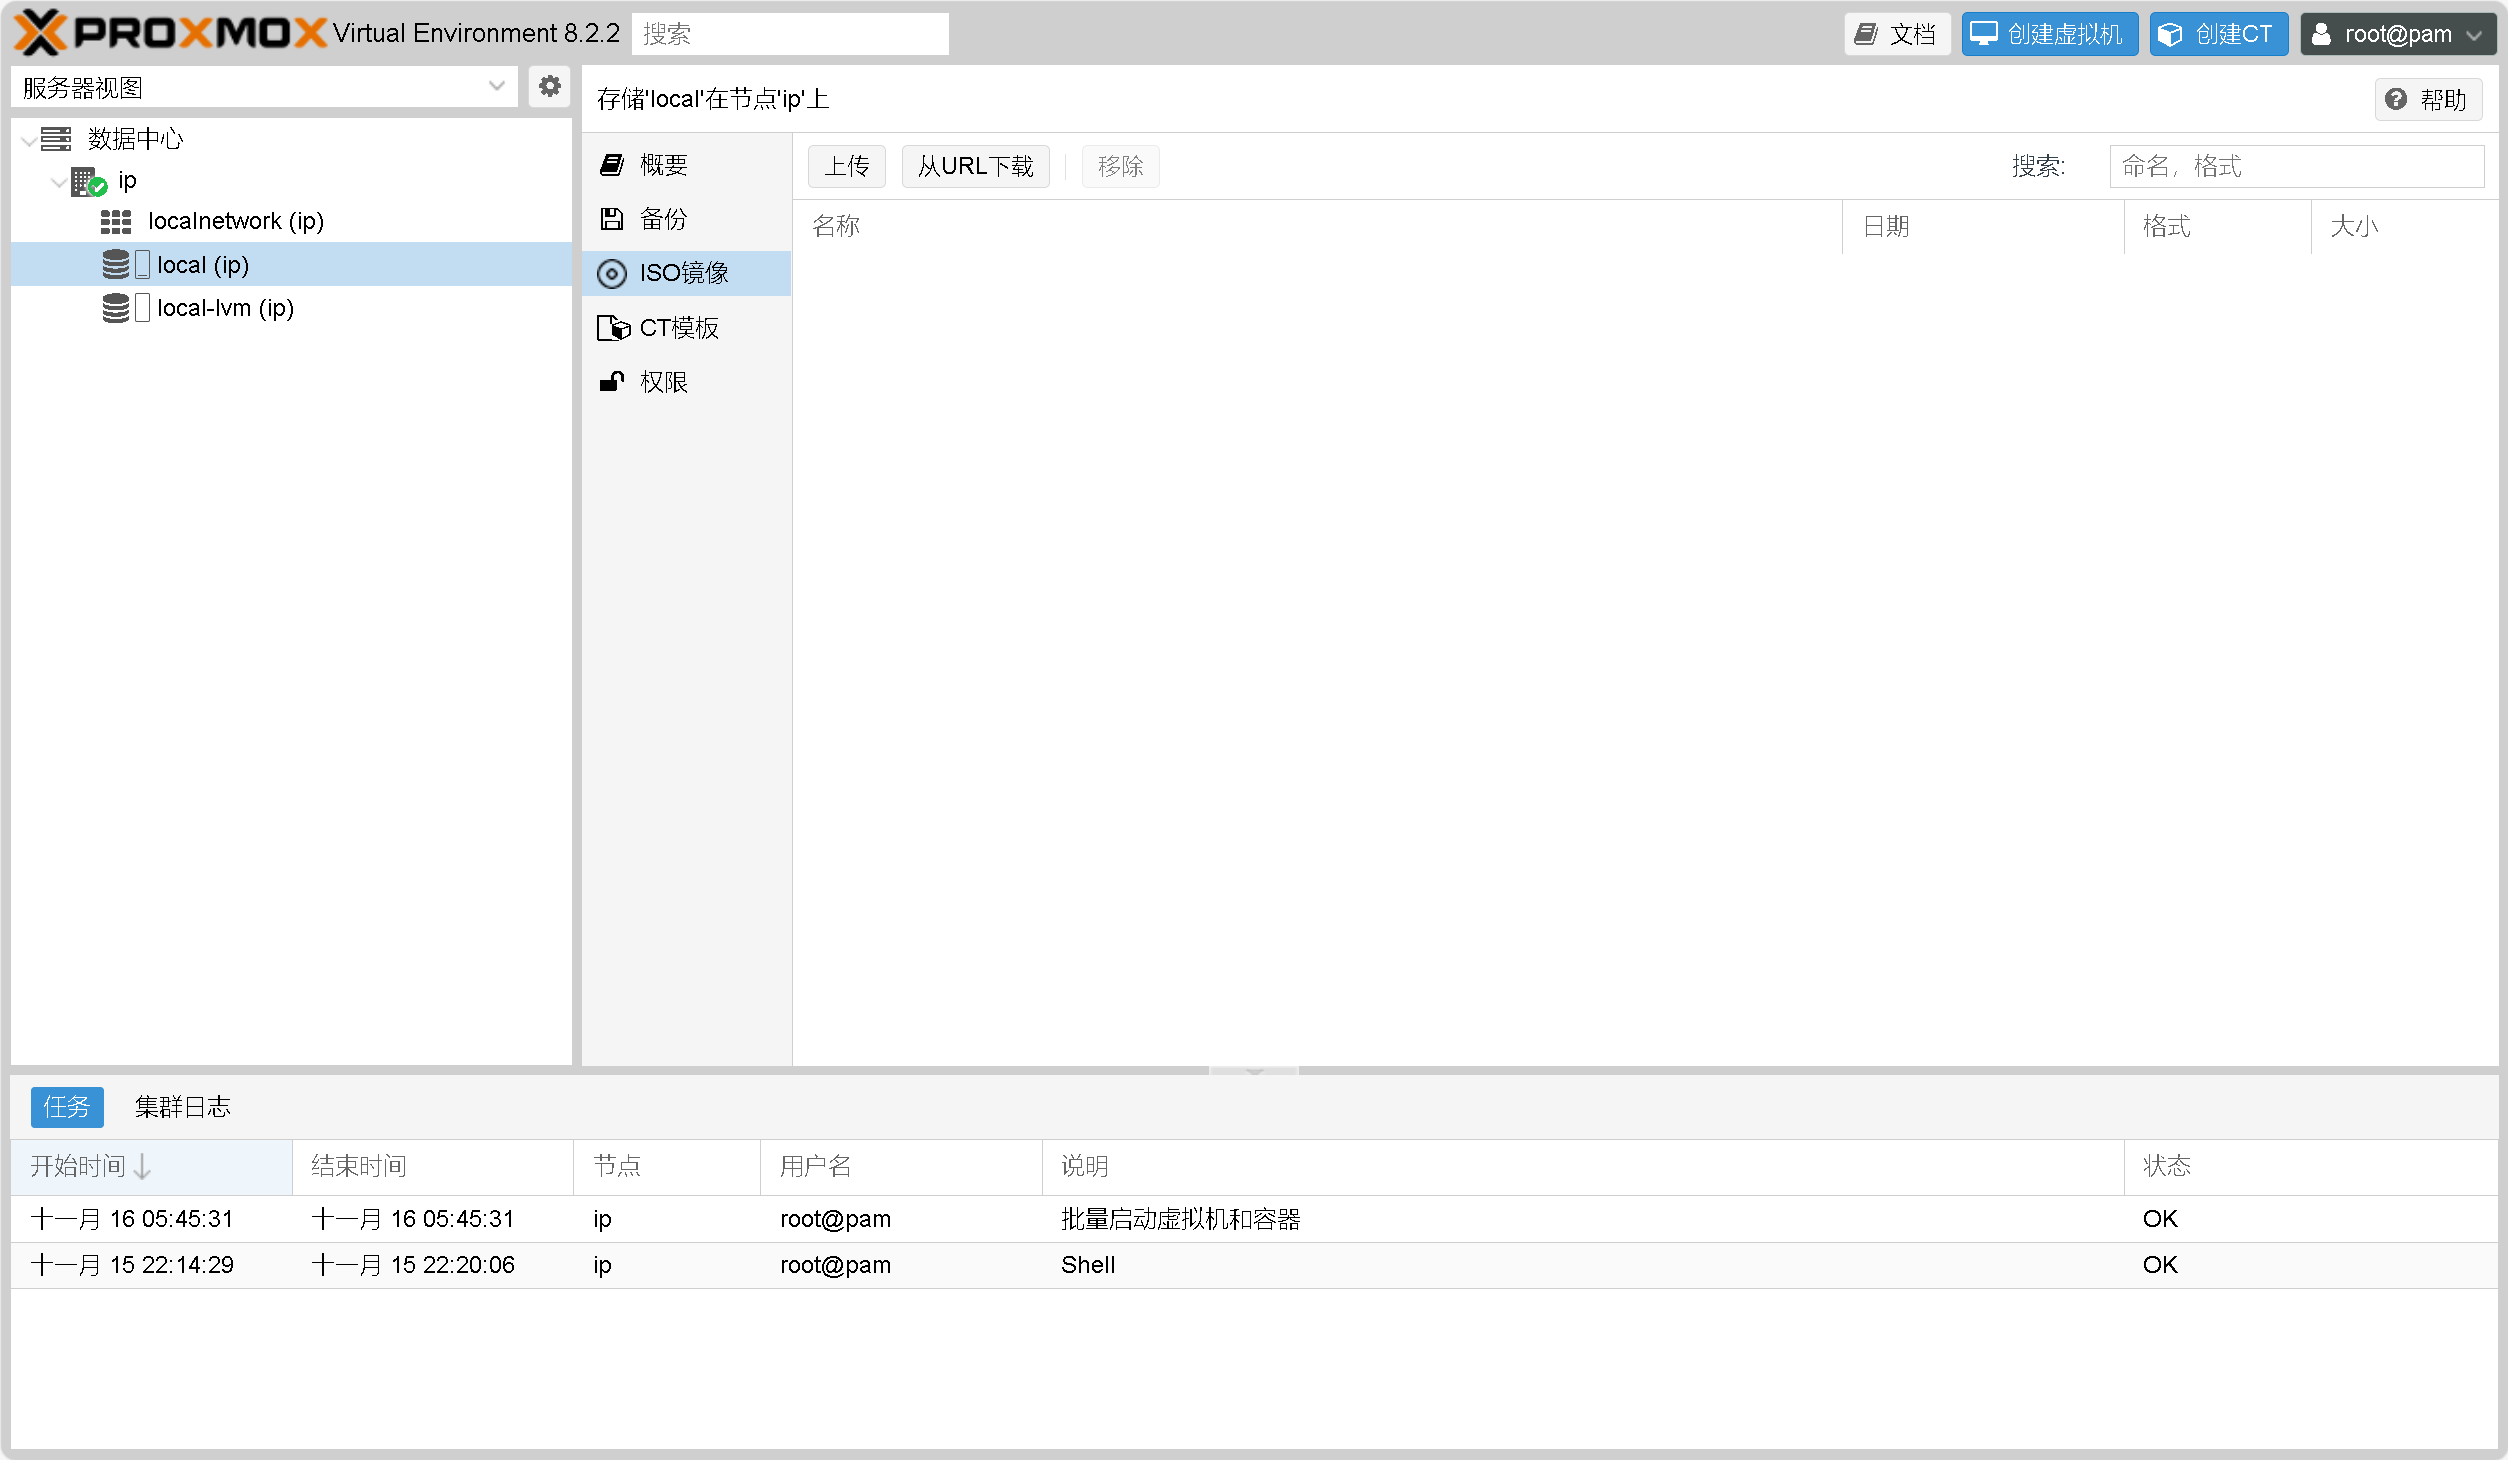 PROXMOX Virtual Environment 8.2.2 搜索 文档 创建虚拟机 创建CT root@pam
服务器视图
数据中心
ip
localnetwork (ip)
local (ip)
local-lvm (ip)
存储'local'在节点'ip'上 帮助
概要
备份
ISO镜像
CT模板
权限
上传 从URL下载 移除 搜索: 命名，格式
名称 日期 格式 大小
任务 集群日志
开始时间 结束时间 节点 用户名 说明 状态
十一月 16 05:45:31 十一月 16 05:45:31 ip root@pam 批量启动虚拟机和容器 OK
十一月 15 22:14:29 十一月 15 22:20:06 ip root@pam Shell OK